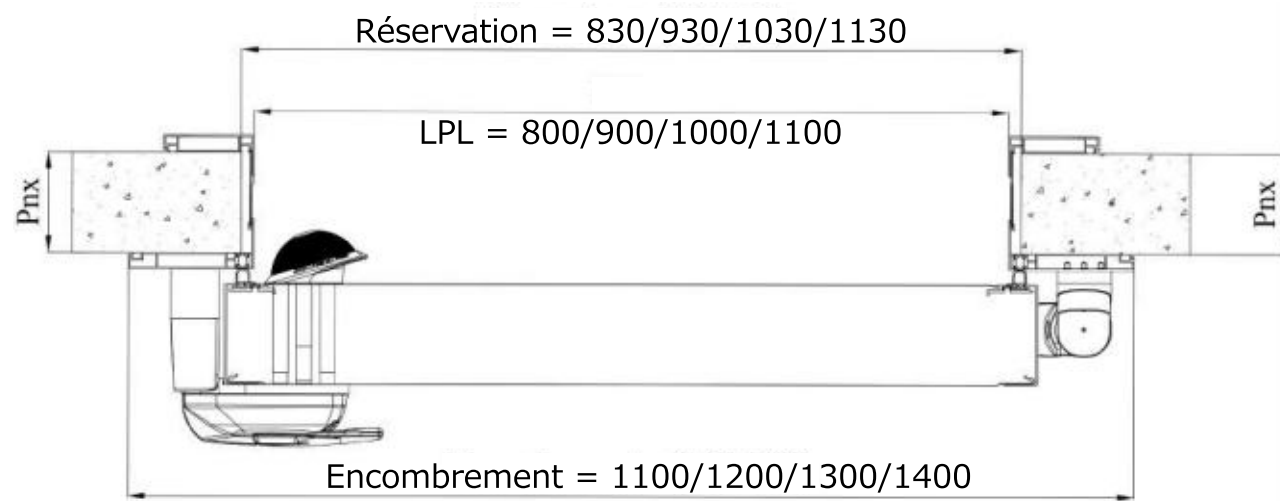 Réservation = 830/930/1030/1130
LPL = 800/900/1000/1100
Pnx
Pnx
Encombrement = 1100/1200/1300/1400